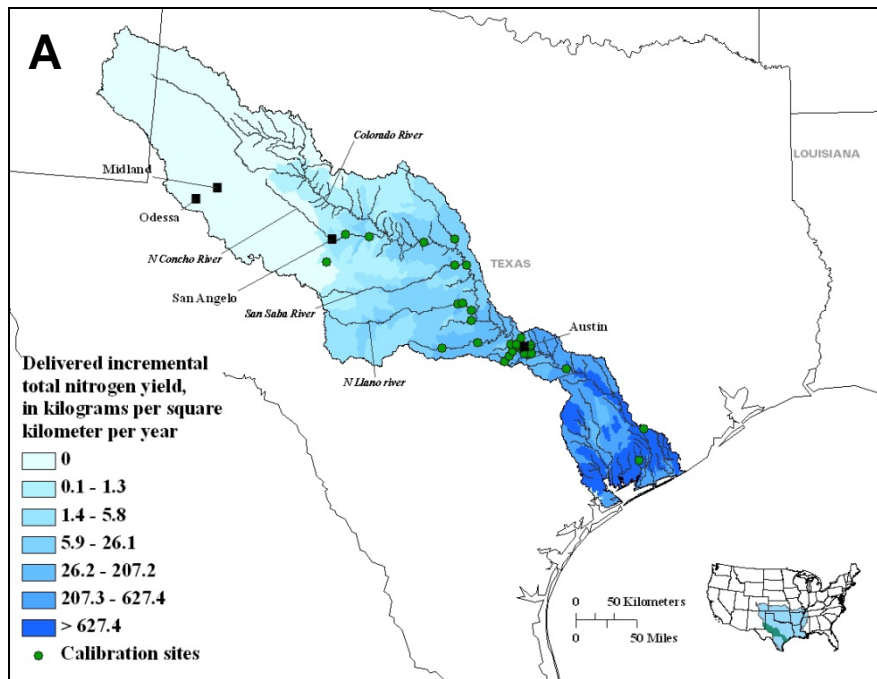 A
Colorado River
LOUISIANA
Midland
Odessa
N Concho River
TEXAS
San Angelo
San Saba River
Austin
N Llano river
Delivered incremental
total nitrogen yield,
in kilograms per square
kilometer per year
0
0.1 - 1.3
1.4 - 5.8
5.9 - 26.1
26.2 - 207.2
207.3 - 627.4
> 627.4
Calibration sites
0 50 Kilometers
0 50 Miles